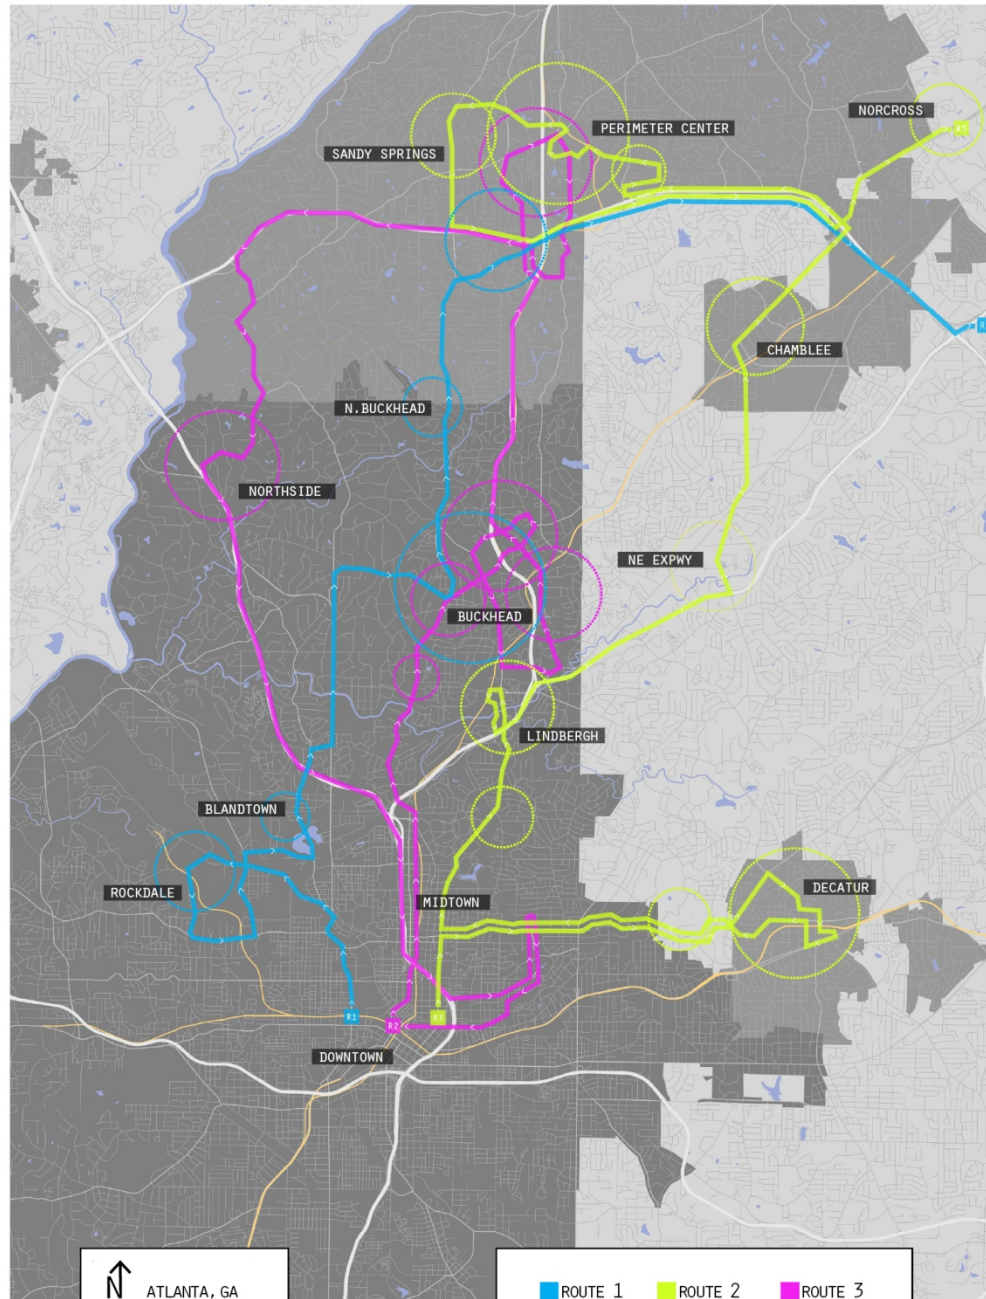 NORCROSS
PERIMETER CENTER
R3
SANDY SPRINGS
CHAMBLEE
N.BUCKHEAD
NORTHSIDE
NE EXPWY
BUCKHEAD
LINDBERGH
BLANDTOWN
ROCKDALE
DECATUR
MIDTOWN
R1
R2
R3
DOWNTOWN
N
ATLANTA, GA
ROUTE 1
ROUTE 2
ROUTE 3